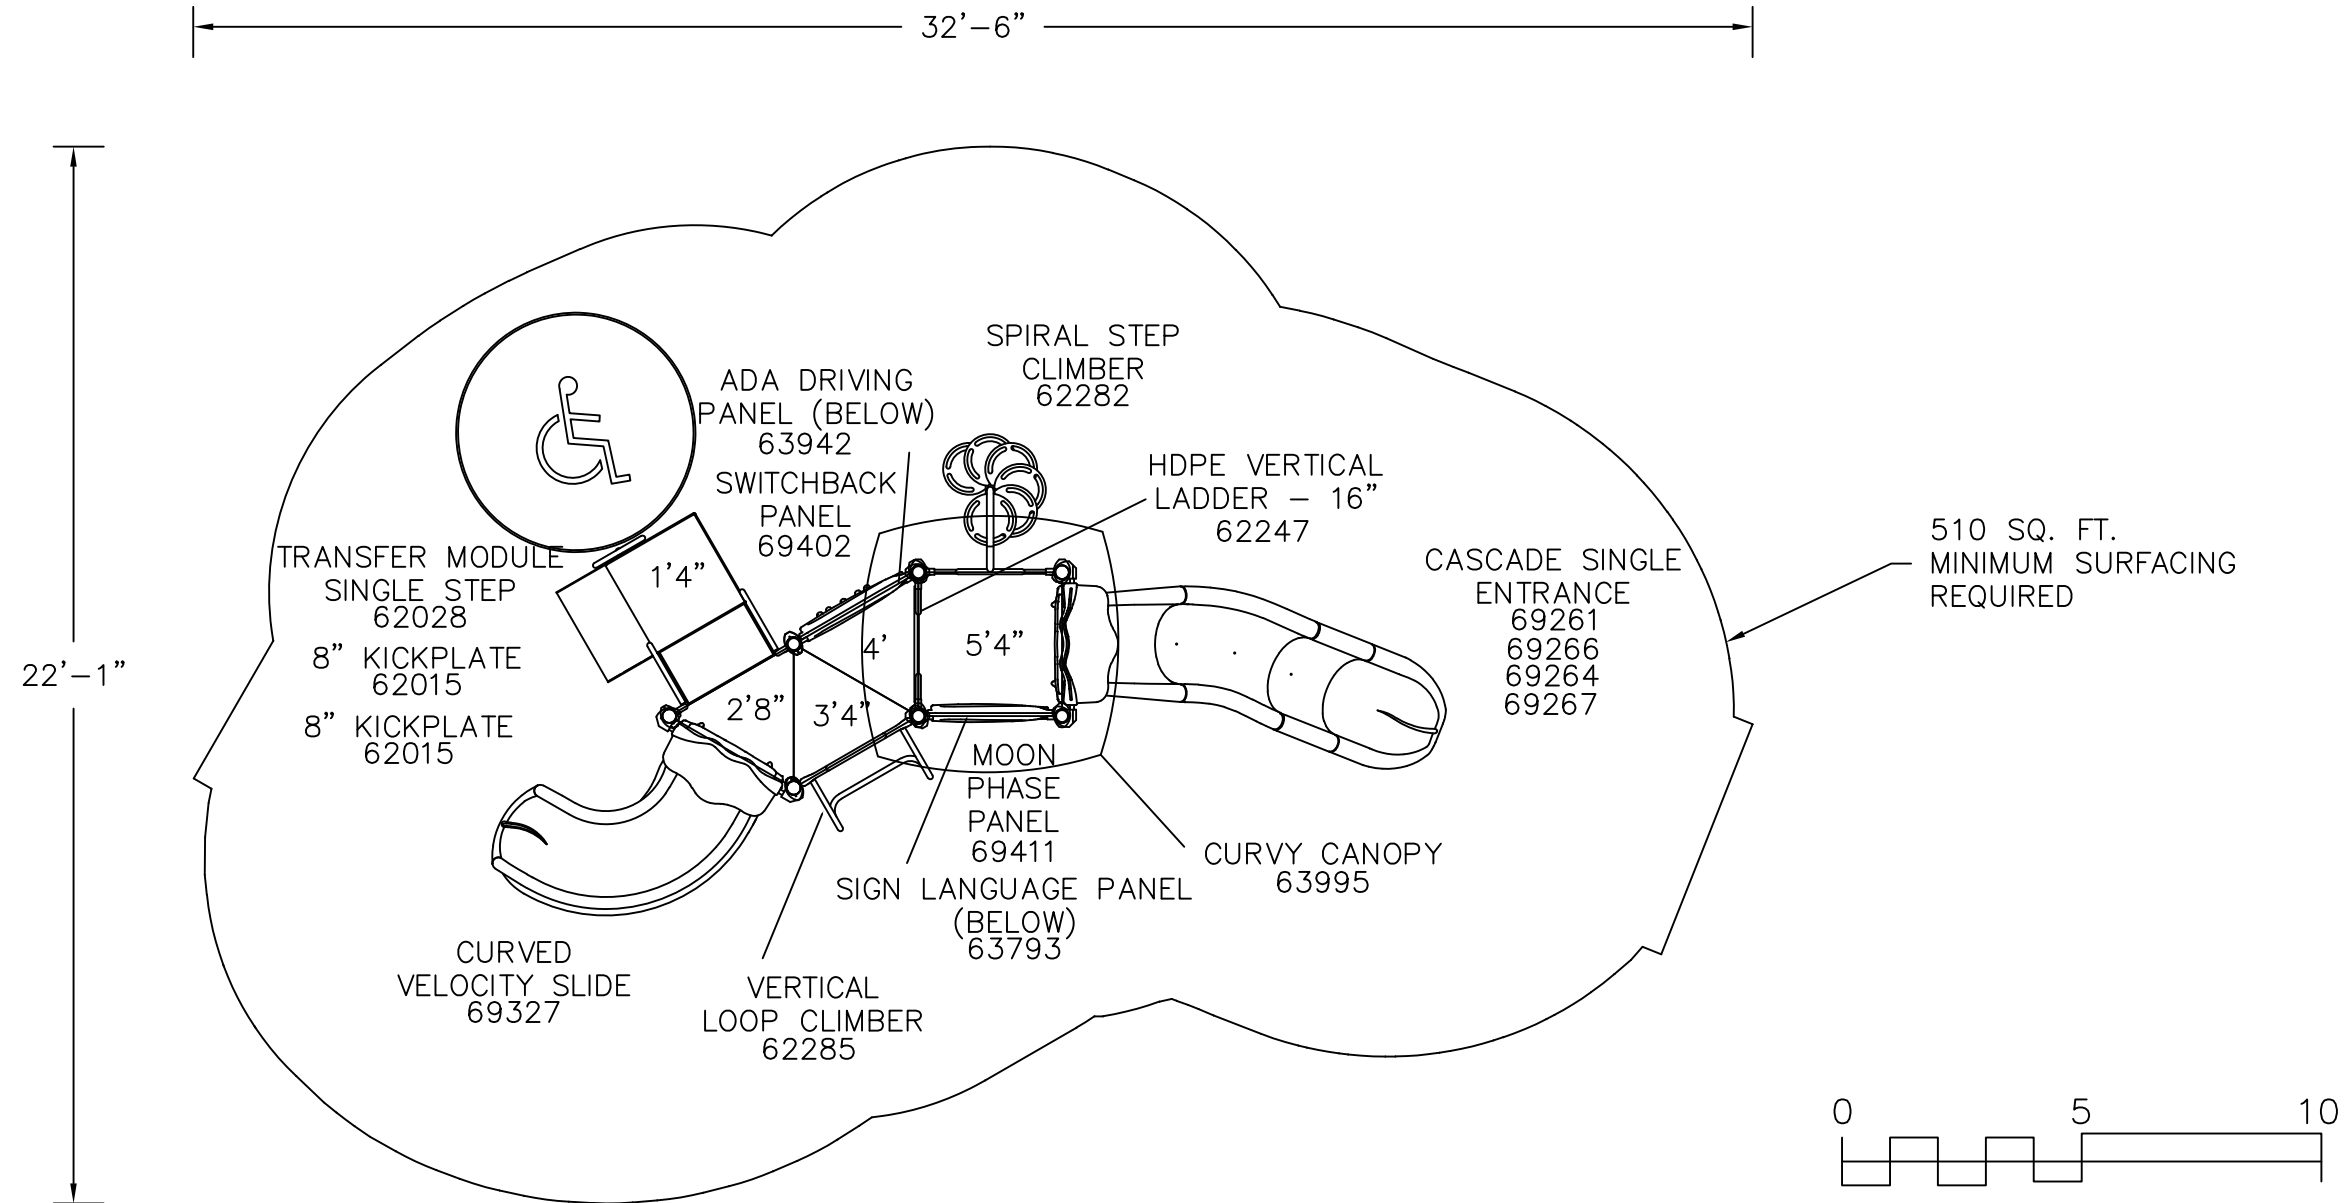 32'-6"
22'-1"
SPIRAL STEP
CLIMBER
62282
ADA DRIVING
PANEL (BELOW)
63942
SWITCHBACK
PANEL
69402
HDPE VERTICAL
LADDER – 16"
62247
TRANSFER MODULE
SINGLE STEP
62028
8" KICKPLATE
62015
8" KICKPLATE
62015
1'4"
2'8"
3'4"
4'
5'4"
CASCADE SINGLE
ENTRANCE
69261
69266
69264
69267
510 SQ. FT.
MINIMUM SURFACING
REQUIRED
MOON
PHASE
PANEL
69411
SIGN LANGUAGE PANEL
(BELOW)
63793
CURVY CANOPY
63995
CURVED
VELOCITY SLIDE
69327
VERTICAL
LOOP CLIMBER
62285
0 5 10